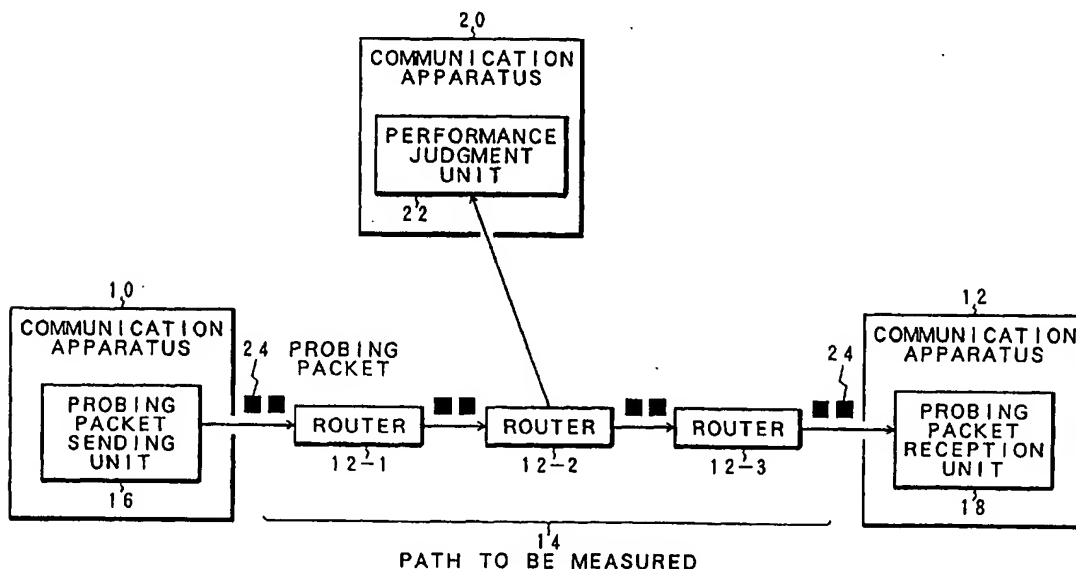 20
COMMUNICATION
APPARATUS
PERFORMANCE
JUDGMENT
UNIT
22
10
COMMUNICATION
APPARATUS
PROBING
PACKET
SENDING
UNIT
16
24
PROBING
PACKET
ROUTER
12-1
ROUTER
12-2
ROUTER
12-3
24
12
COMMUNICATION
APPARATUS
PROBING
PACKET
RECEPTION
UNIT
18
14
PATH TO BE MEASURED